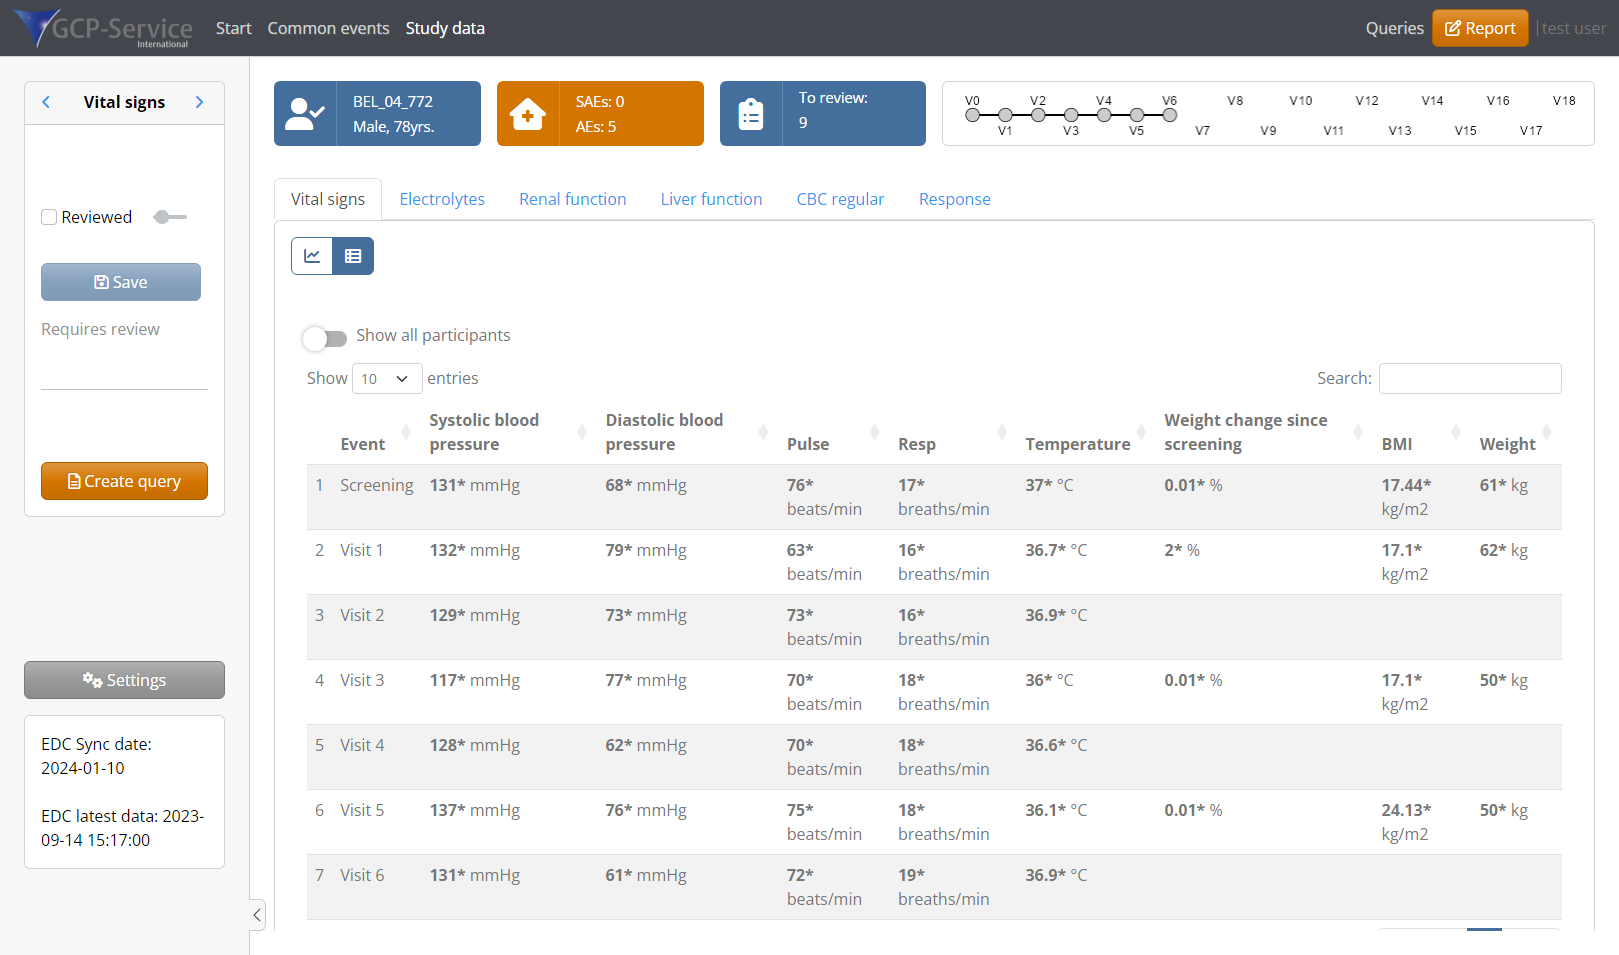 GCP-Service
International
Start Common events Study data
Queries Report | test user
Vital signs
Reviewed
Save
Requires review
Create query
Settings
EDC Sync date:
2024-01-10
EDC latest data: 2023-
09-14 15:17:00
BEL_04_772
Male, 78yrs.
SAEs: 0
AEs: 5
To review:
9
V0 V2 V4 V6 V8 V10 V12 V14 V16 V18
V1 V3 V5 V7 V9 V11 V13 V15 V17
Vital signs Electrolytes Renal function Liver function CBC regular Response
Show all participants
Show 10 entries
Search:
Event Systolic blood pressure Diastolic blood pressure Pulse Resp Temperature Weight change since screening BMI Weight
1 Screening 131* mmHg 68* mmHg 76* beats/min 17* breaths/min 37* °C 0.01* % 17.44* kg/m2 61* kg
2 Visit 1 132* mmHg 79* mmHg 63* beats/min 16* breaths/min 36.7* °C 2* % 17.1* kg/m2 62* kg
3 Visit 2 129* mmHg 73* mmHg 73* beats/min 16* breaths/min 36.9* °C
4 Visit 3 117* mmHg 77* mmHg 70* beats/min 18* breaths/min 36* °C 0.01* % 17.1* kg/m2 50* kg
5 Visit 4 128* mmHg 62* mmHg 70* beats/min 18* breaths/min 36.6* °C
6 Visit 5 137* mmHg 76* mmHg 75* beats/min 18* breaths/min 36.1* °C 0.01* % 24.13* kg/m2 50* kg
7 Visit 6 131* mmHg 61* mmHg 72* beats/min 19* breaths/min 36.9* °C